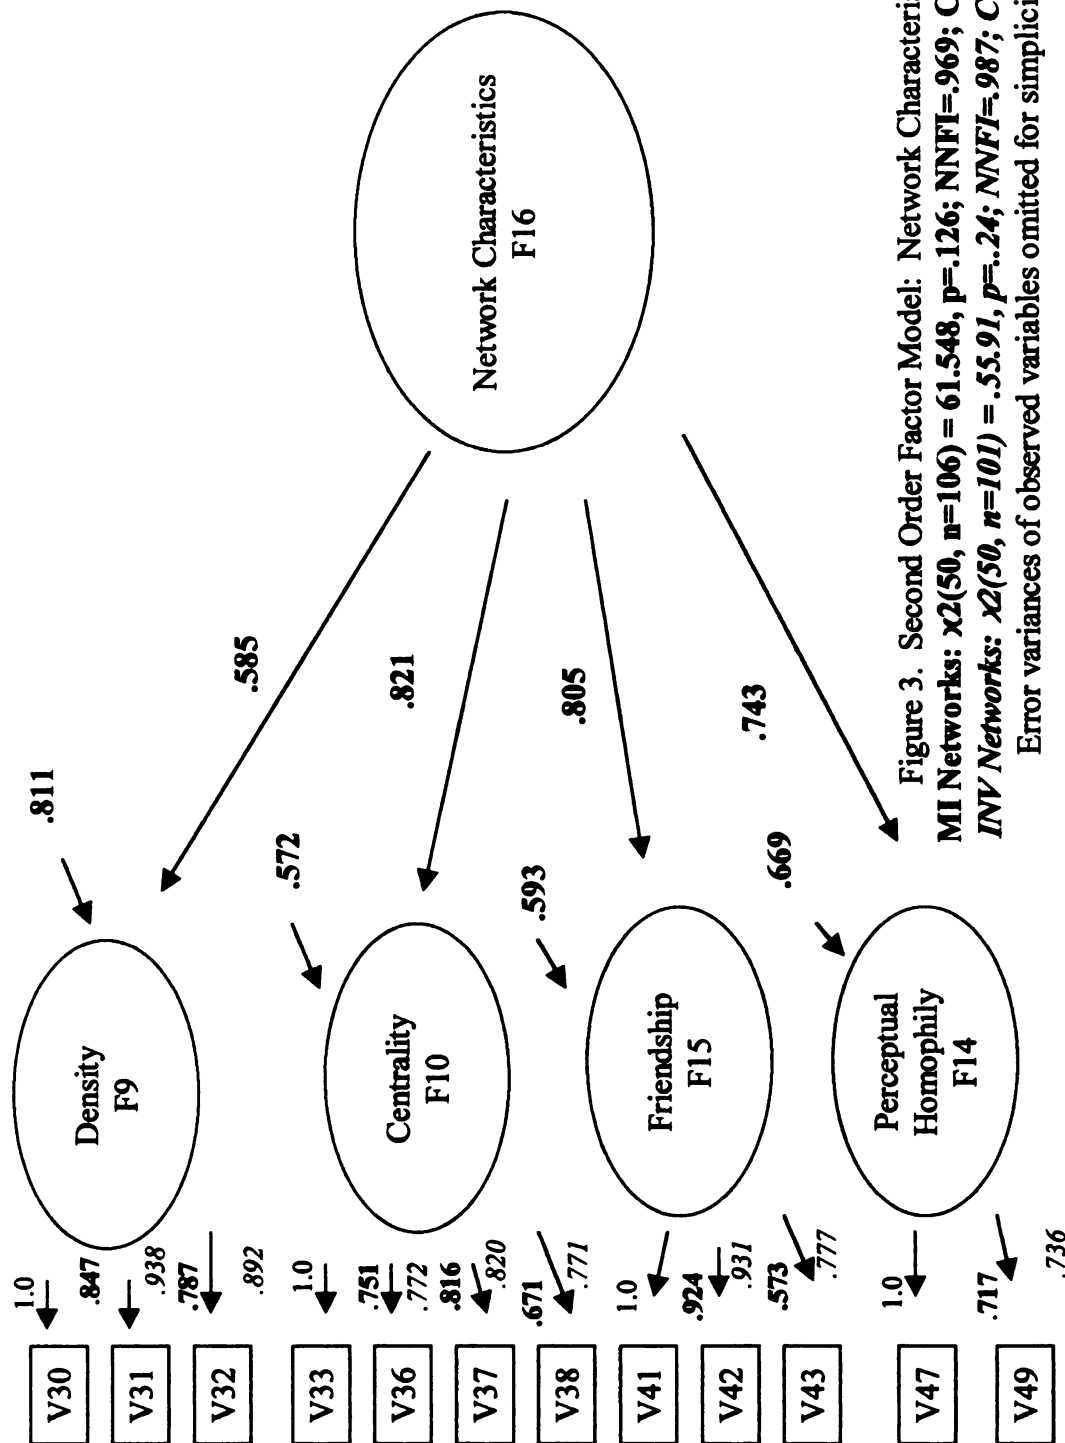 Network Characteristics
F16
.585
.821
.805
.743
.811
.572
.593
.669
Density
F9
Centrality
F10
Friendship
F15
Perceptual
Homophily
F14
1.0
.847
.938
.787
.892
1.0
.751
.772
.816
.820
.671
.771
1.0
.924
.931
.573
.777
1.0
.717
.736
V30
V31
V32
V33
V36
V37
V38
V41
V42
V43
V47
V49
Figure 3. Second Order Factor Model: Network Characteris
MI Networks: χ2(50, n=106) = 61.548, p=.126; NNFI=.969; C
INV Networks: χ2(50, n=101) = .55.91, p=..24; NNFI=.987; C
Error variances of observed variables omitted for simplici